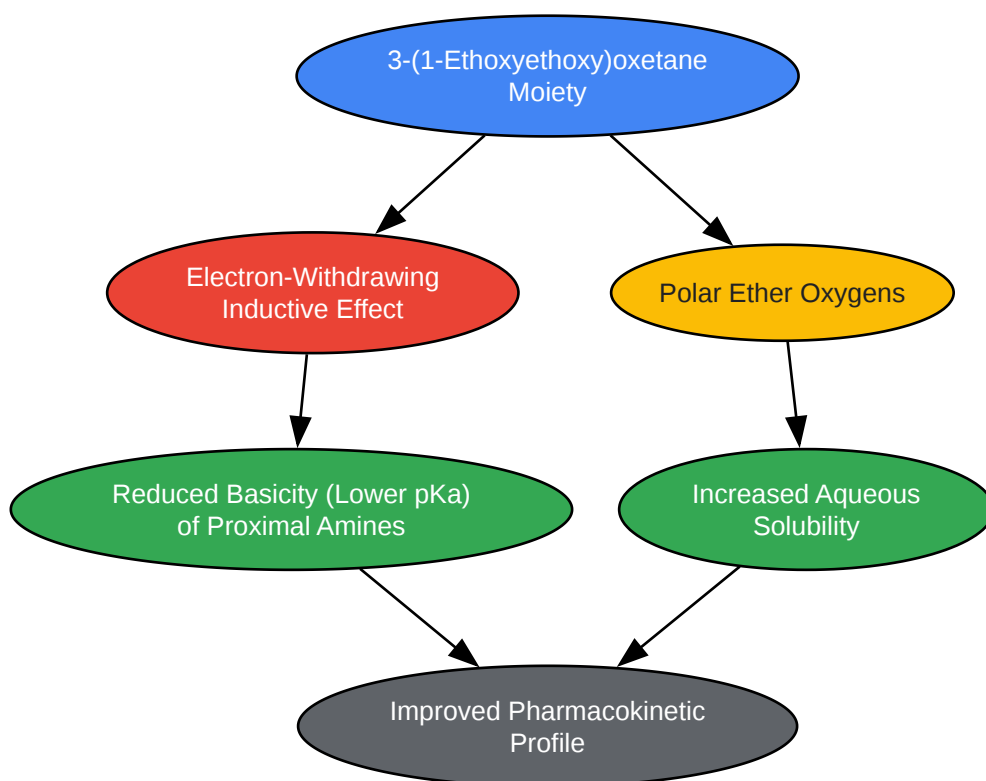 3-(1-Ethoxyethoxy)oxetane
Moiety
Electron-Withdrawing
Inductive Effect
Polar Ether Oxygens
Reduced Basicity (Lower pKa)
of Proximal Amines
Increased Aqueous
Solubility
Improved Pharmacokinetic
Profile